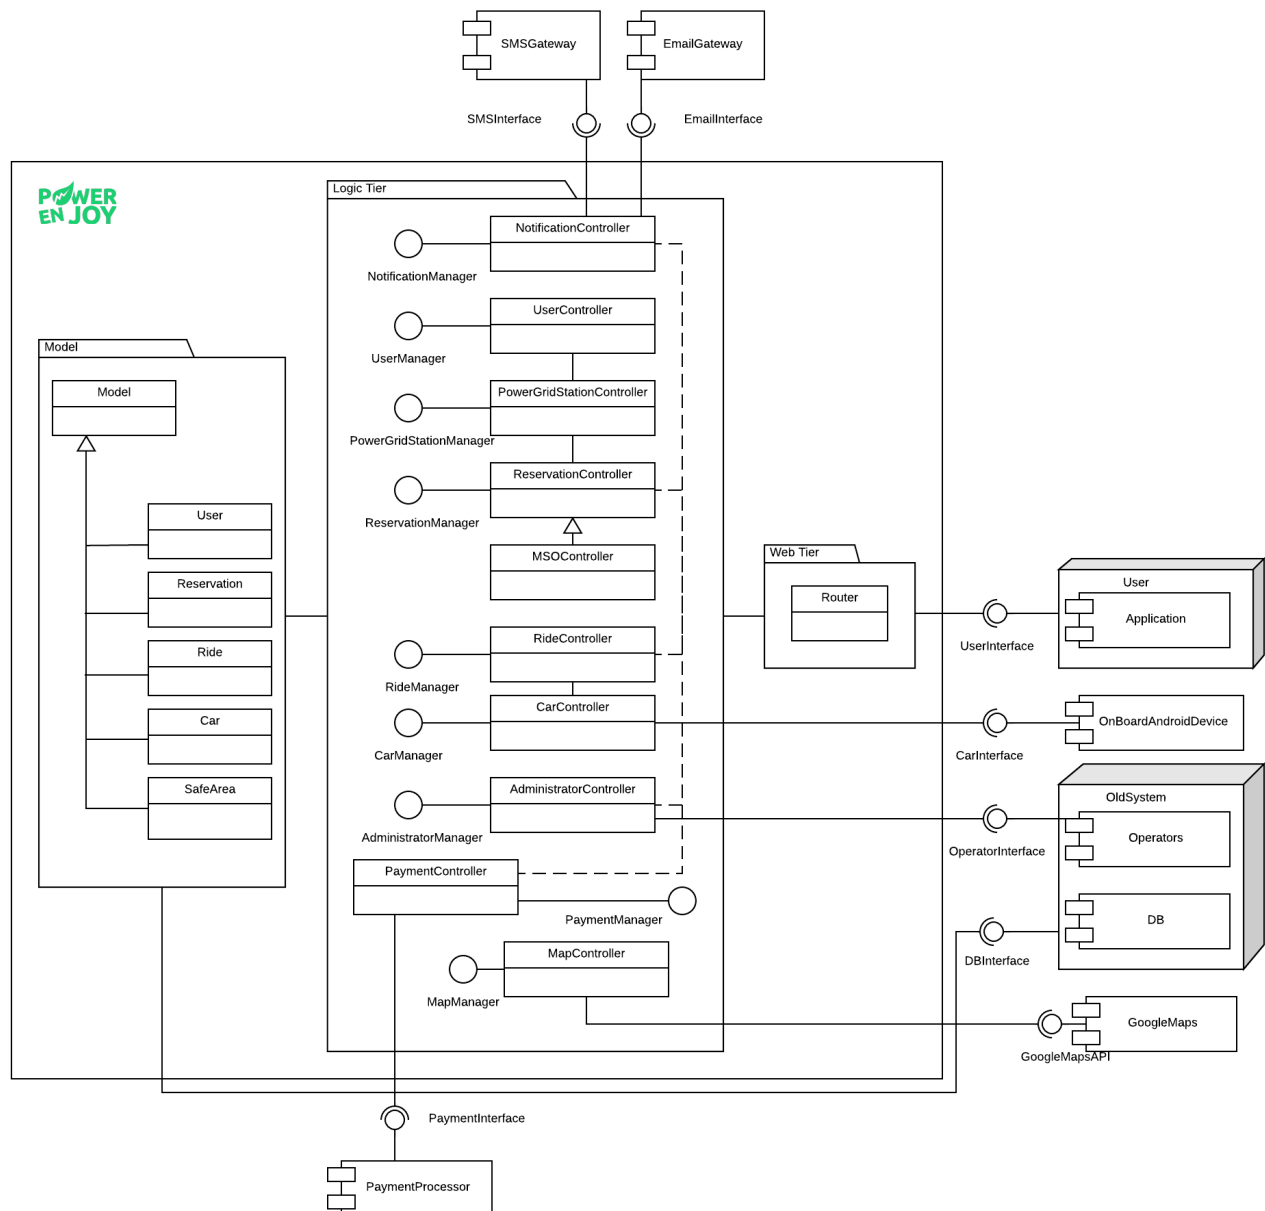 SMSGateway
EmailGateway
SMSInterface
EmailInterface
POWER
EN JOY
Logic Tier
NotificationController
NotificationManager
UserController
UserManager
Model
Model
PowerGridStationController
PowerGridStationManager
ReservationController
ReservationManager
User
MSOController
Web Tier
Reservation
Router
User
Application
UserInterface
Ride
RideController
RideManager
Car
CarController
CarManager
CarInterface
OnBoardAndroidDevice
SafeArea
AdministratorController
AdministratorManager
OldSystem
Operators
OperatorInterface
PaymentController
PaymentManager
DB
DBInterface
MapController
MapManager
GoogleMaps
GoogleMapsAPI
PaymentInterface
PaymentProcessor